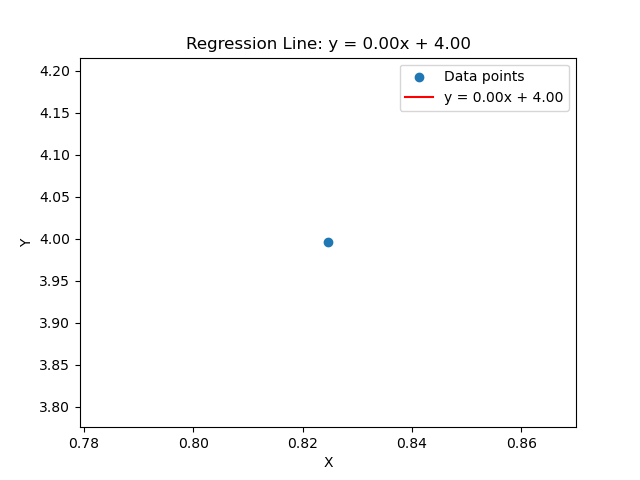 Regression Line: y = 0.00x + 4.00
Data points
y = 0.00x + 4.00
4.20
4.15
4.10
4.05
4.00
3.95
3.90
3.85
3.80
Y
0.78 0.80 0.82 0.84 0.86
X